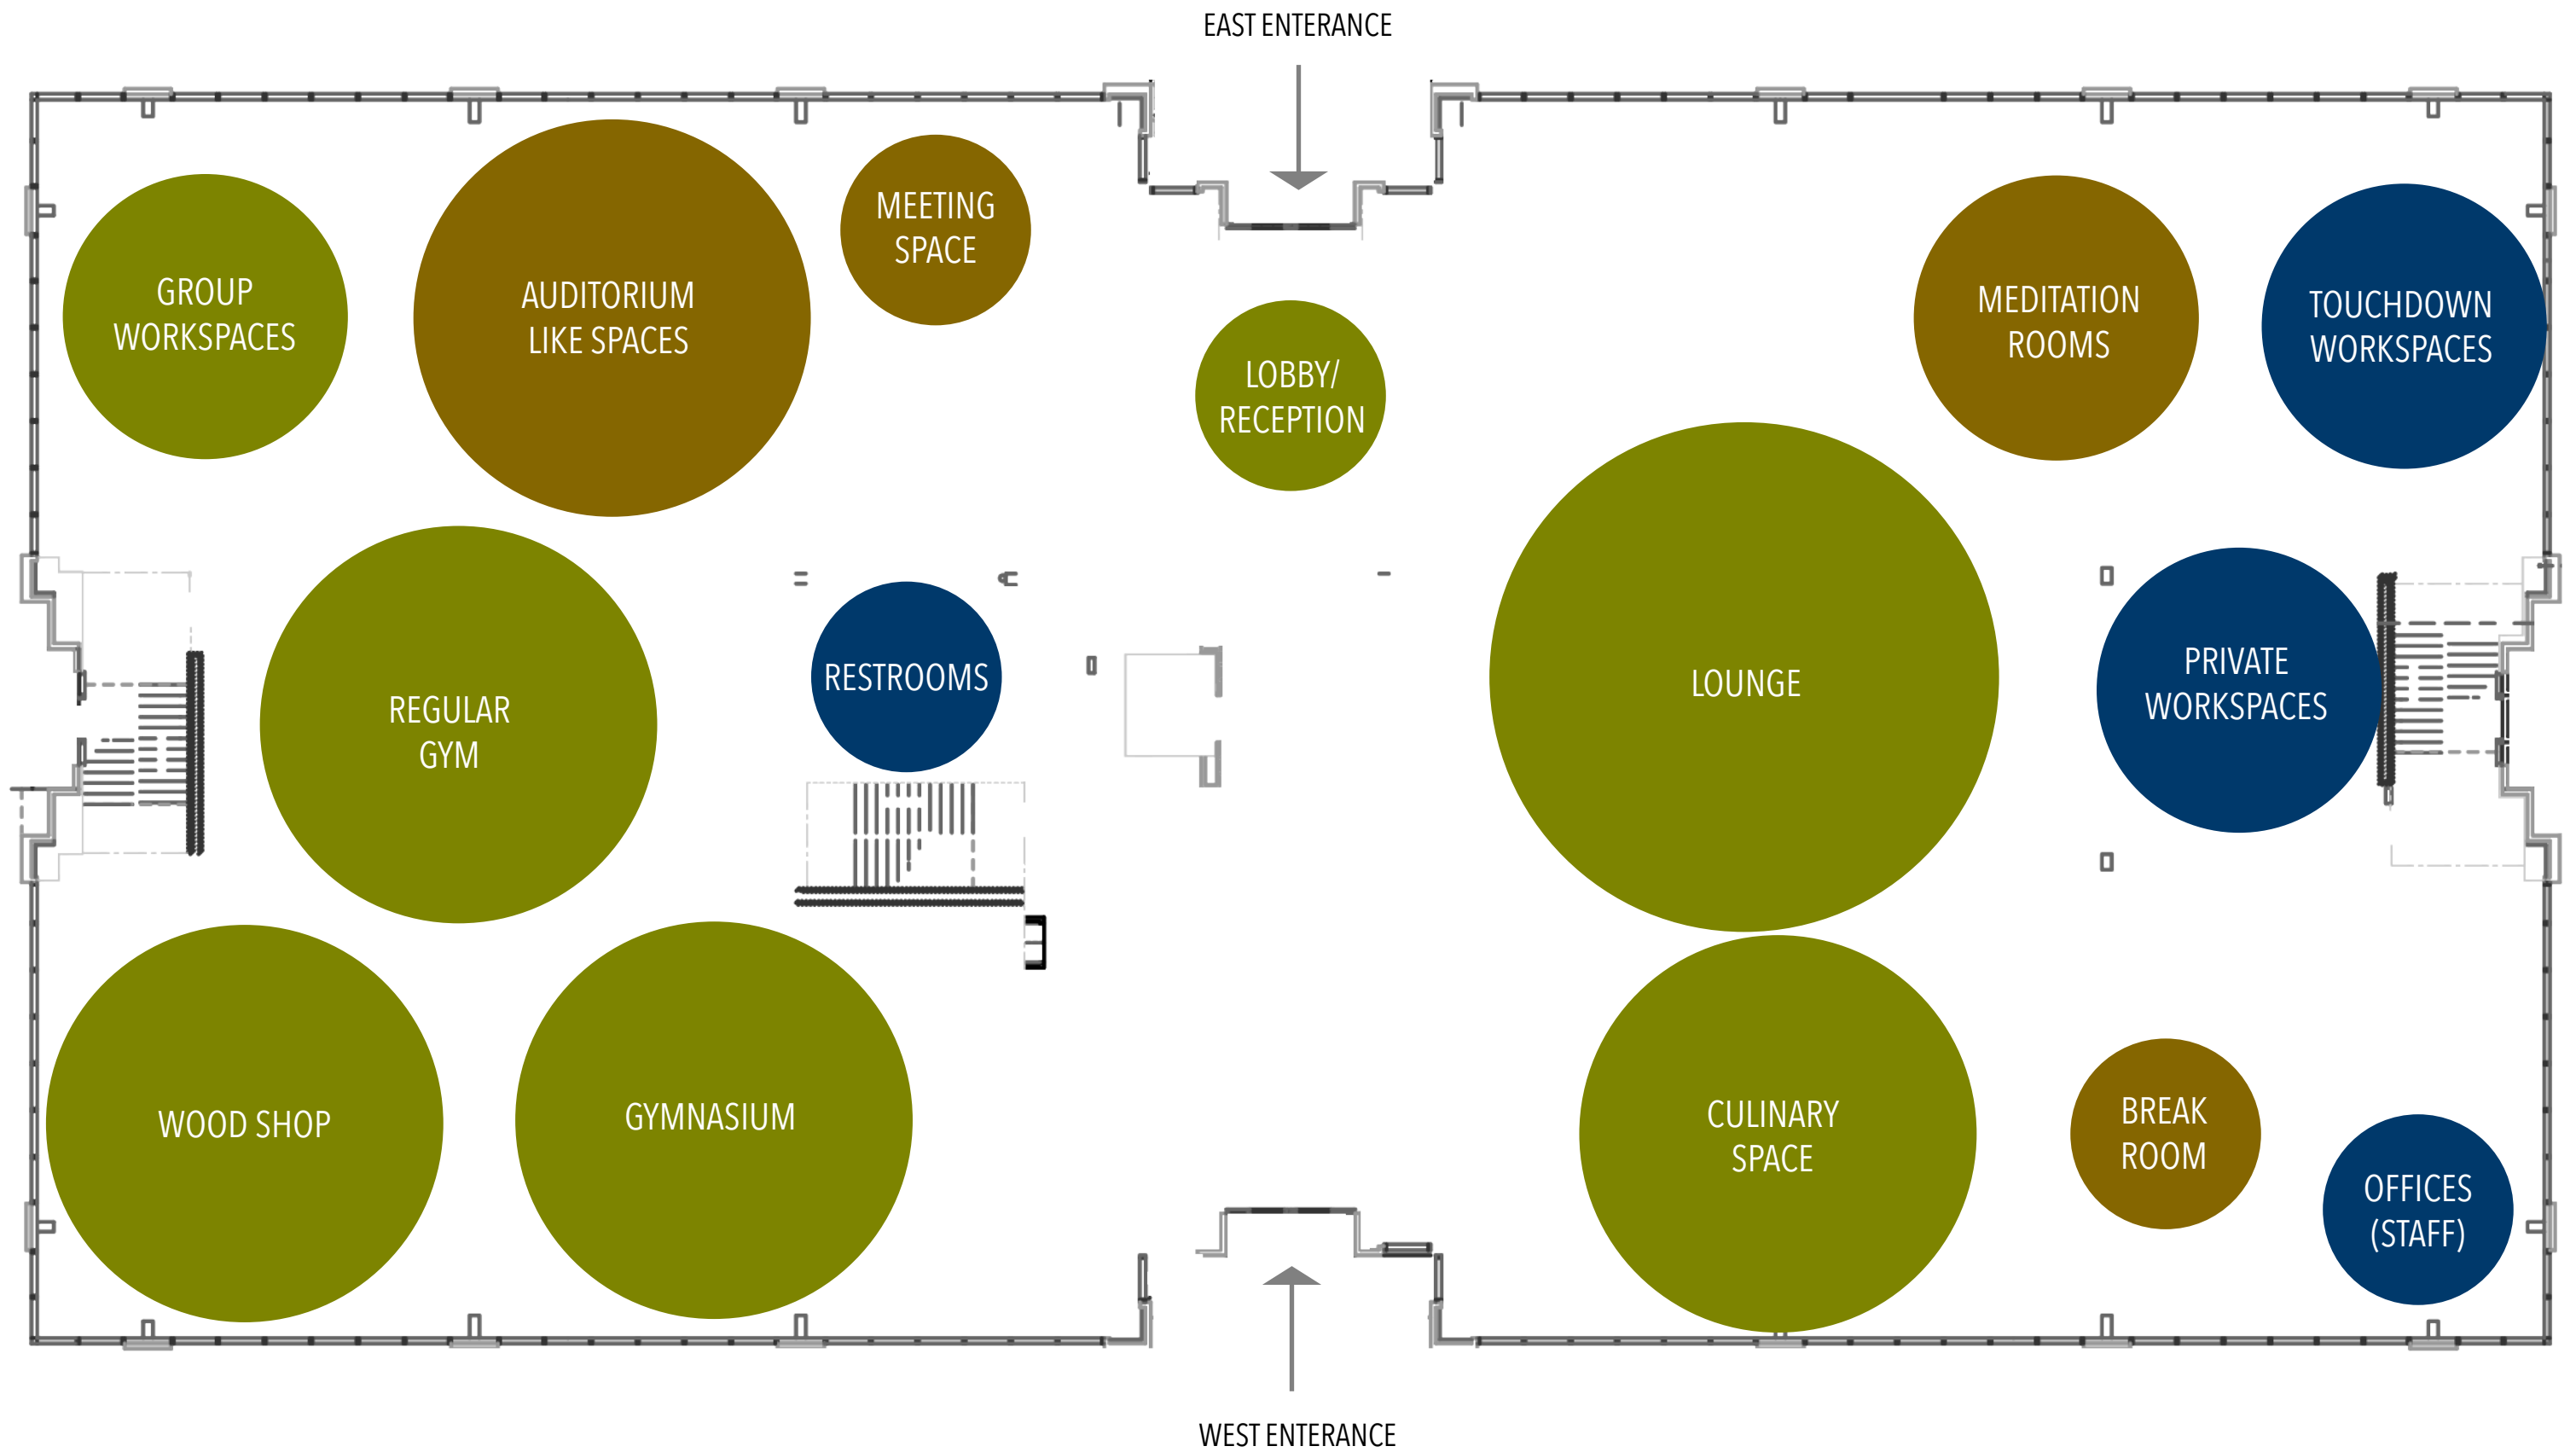 EAST ENTERANCE
GROUP
WORKSPACES
AUDITORIUM
LIKE SPACES
MEETING
SPACE
LOBBY/
RECEPTION
MEDITATION
ROOMS
TOUCHDOWN
WORKSPACES
REGULAR
GYM
RESTROOMS
LOUNGE
PRIVATE
WORKSPACES
WOOD SHOP
GYMNASIUM
CULINARY
SPACE
BREAK
ROOM
OFFICES
(STAFF)
WEST ENTERANCE